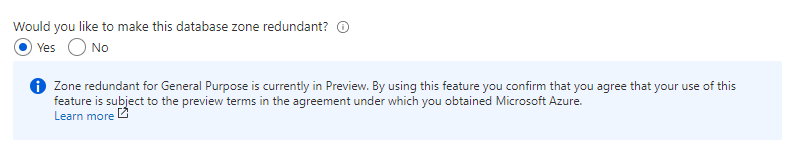 Would you like to make this database zone redundant?
Yes No
Zone redundant for General Purpose is currently in Preview. By using this feature you confirm that you agree that your use of this
feature is subject to the preview terms in the agreement under which you obtained Microsoft Azure.
Learn more